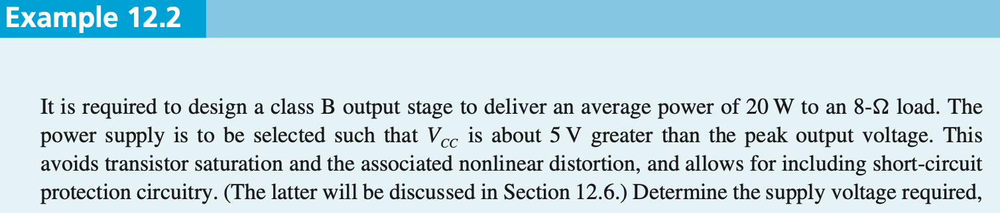 Example 12.2
It is required to design a class B output stage to deliver an average power of 20 W to an 8-Ω load. The
power supply is to be selected such that V_CC is about 5 V greater than the peak output voltage. This
avoids transistor saturation and the associated nonlinear distortion, and allows for including short-circuit
protection circuitry. (The latter will be discussed in Section 12.6.) Determine the supply voltage required,